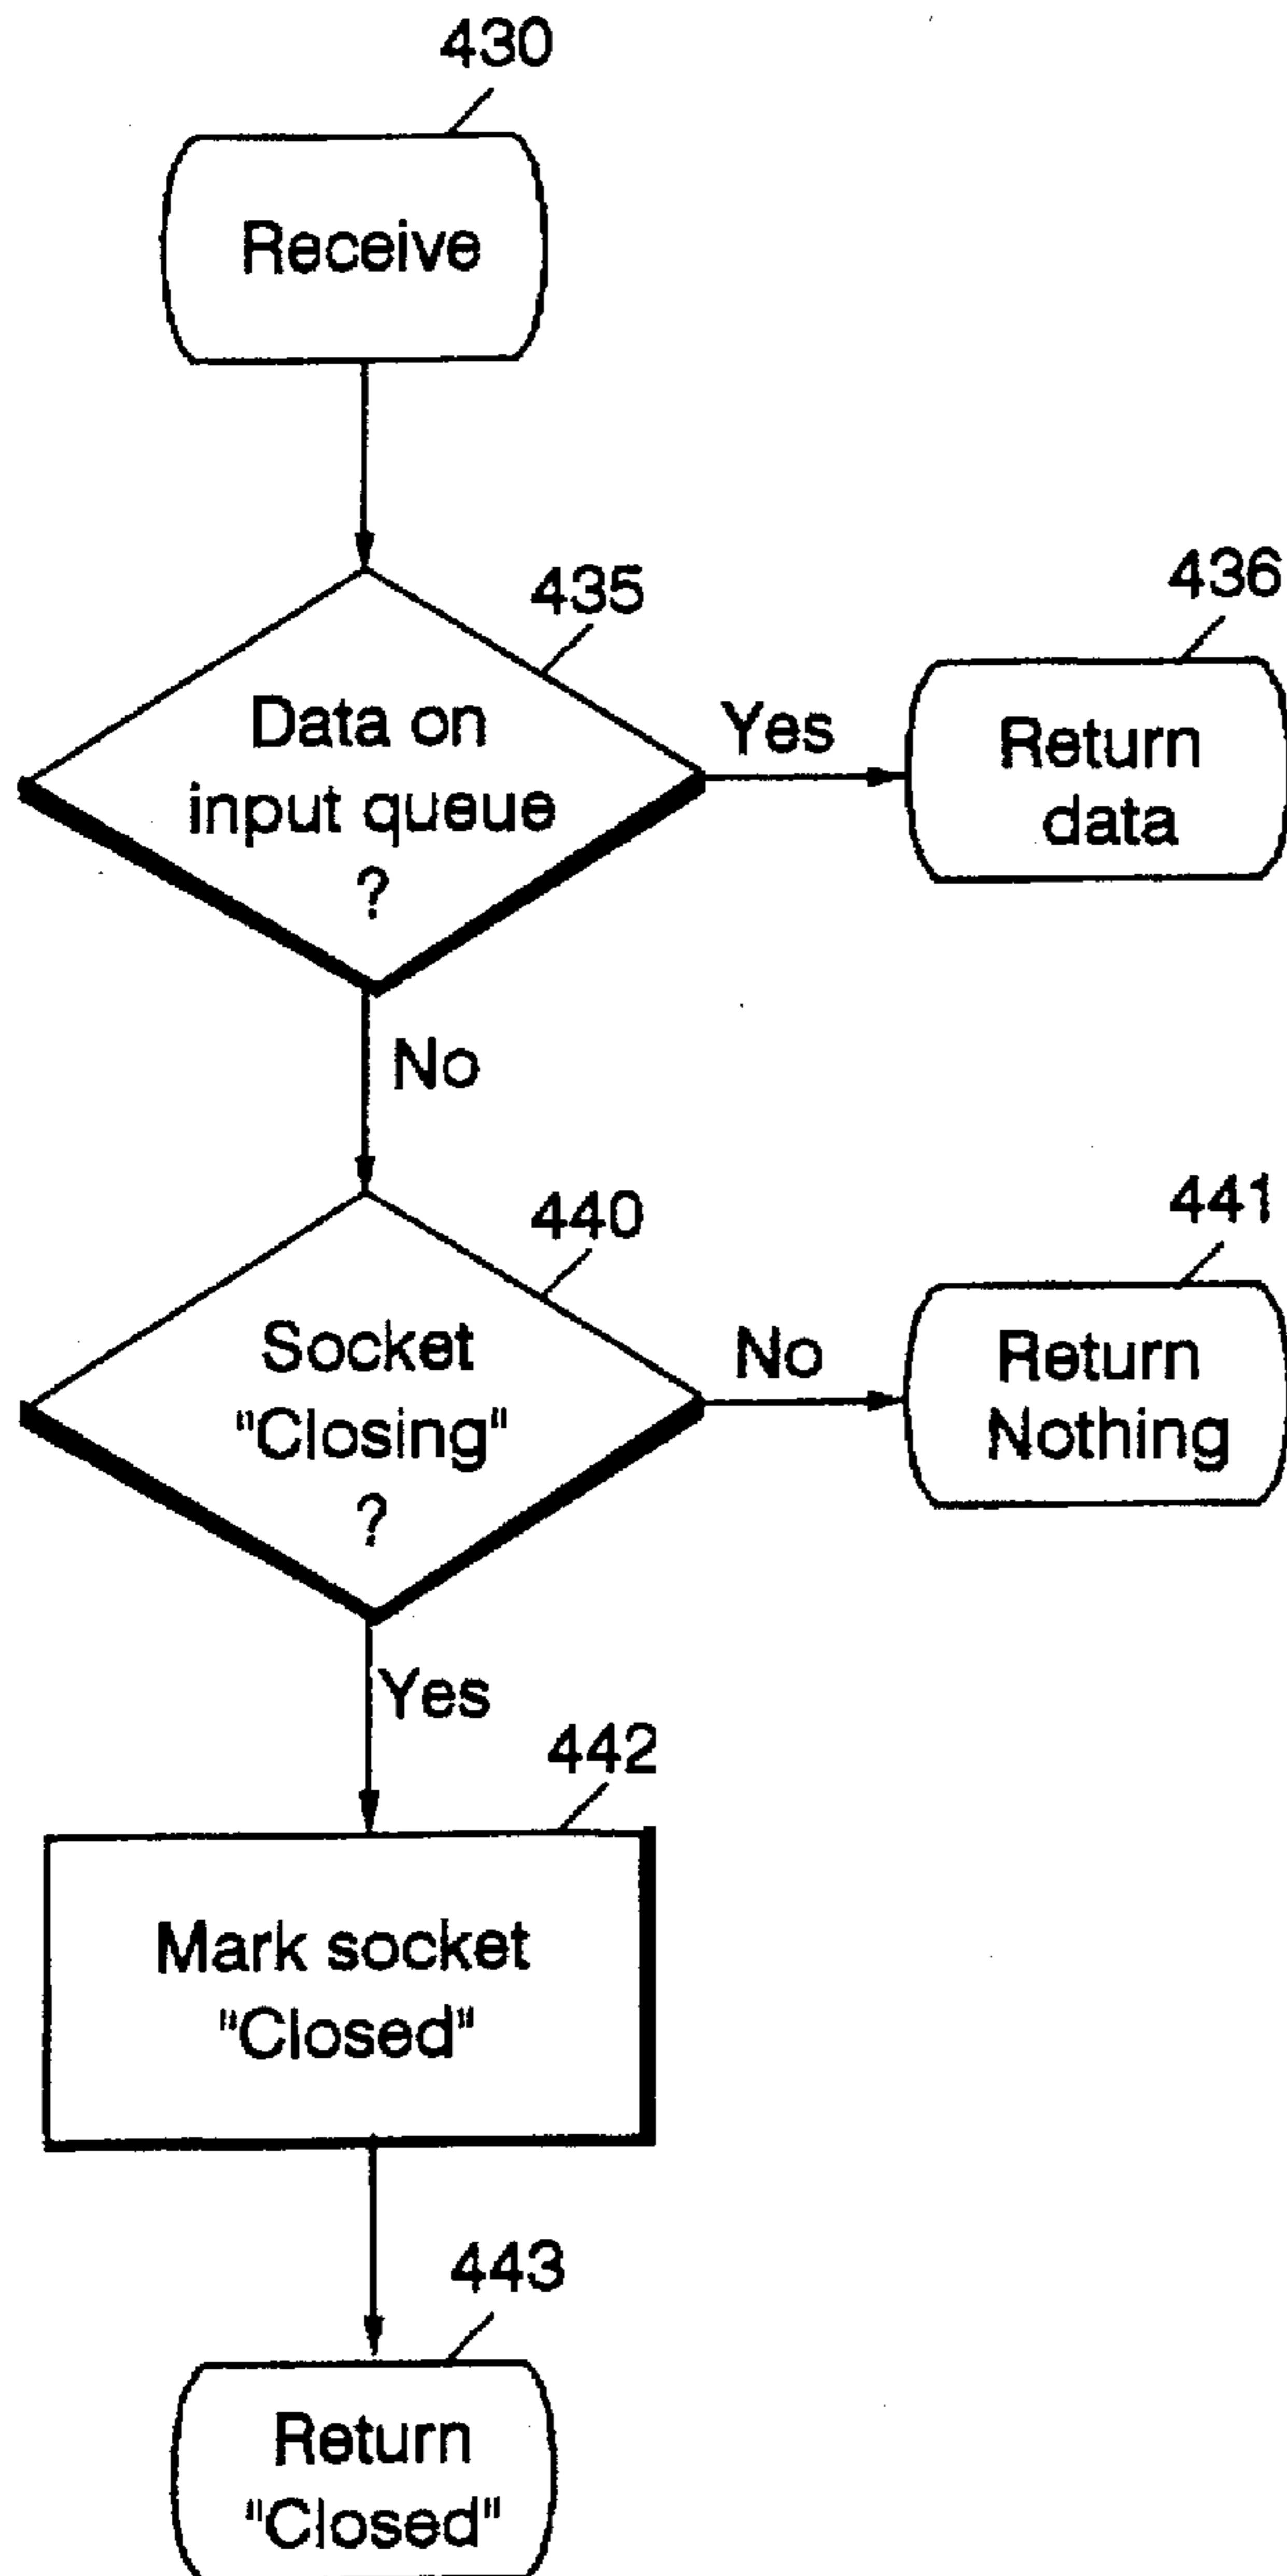 430
Receive
435
Data on
input queue
?
Yes
436
Return
data
No
440
Socket
"Closing"
?
No
441
Return
Nothing
Yes
442
Mark socket
"Closed"
443
Return
"Closed"